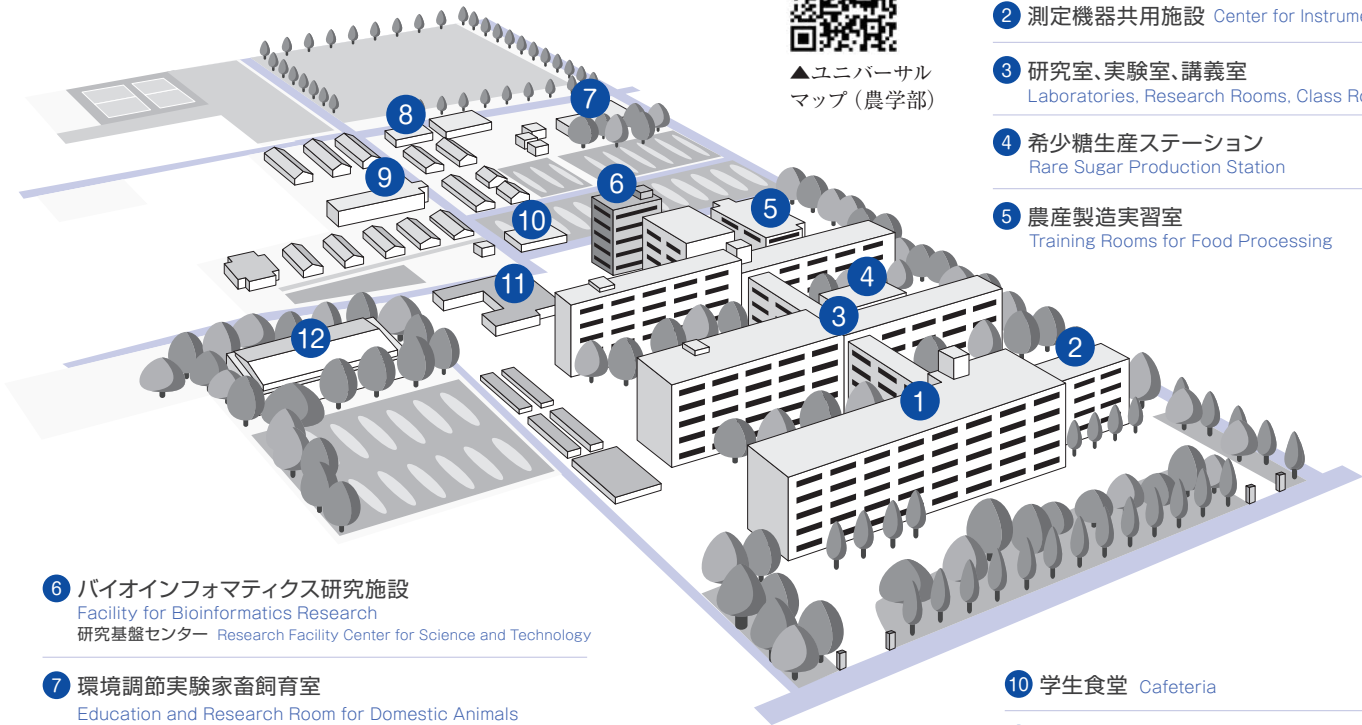 ▲ユニバーサル
マップ（農学部）
2 測定機器共用施設 Center for
3 研究室、実験室、講義室
Laboratories, Research Rooms, Class
4 希少糖生産ステーション
Rare Sugar Production Station
5 農産製造実習室
Training Rooms for Food Processing
8
7
9
6
10
5
11
4
3
12
2
1
6 バイオインフォマティクス研究施設
Facility for Bioinformatics Research
研究基盤センター Research Facility Center for Science and Technology
7 環境調節実験家畜飼育室
Education and Research Room for Domestic Animals
10 学生食堂 Cafeteria